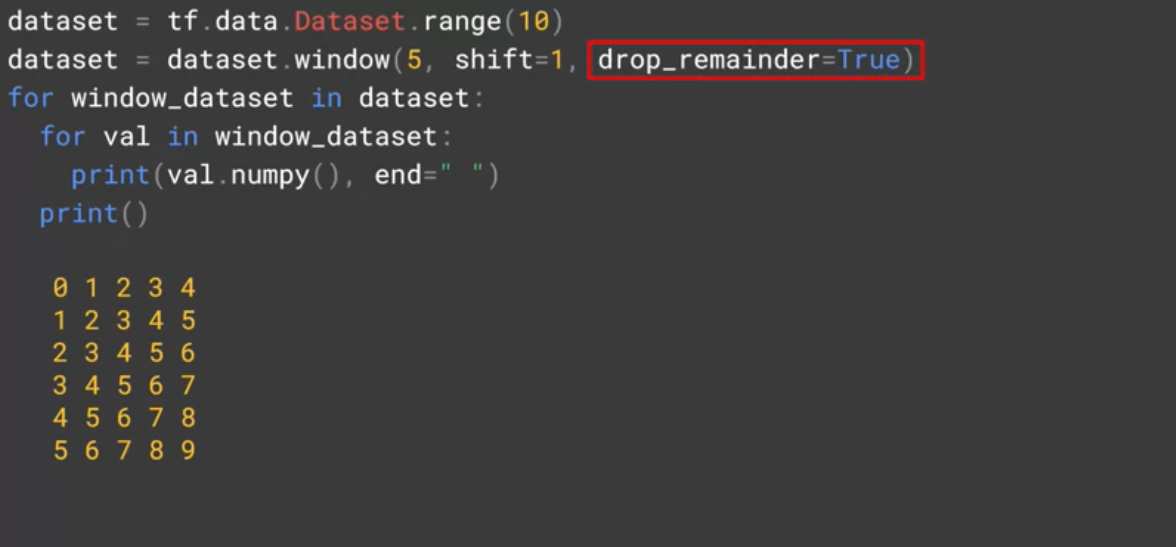 dataset = tf.data.Dataset.range(10)
dataset = dataset.window(5, shift=1, drop_remainder=True)
for window_dataset in dataset:
  for val in window_dataset:
    print(val.numpy(), end=" ")
  print()
0 1 2 3 4
1 2 3 4 5
2 3 4 5 6
3 4 5 6 7
4 5 6 7 8
5 6 7 8 9